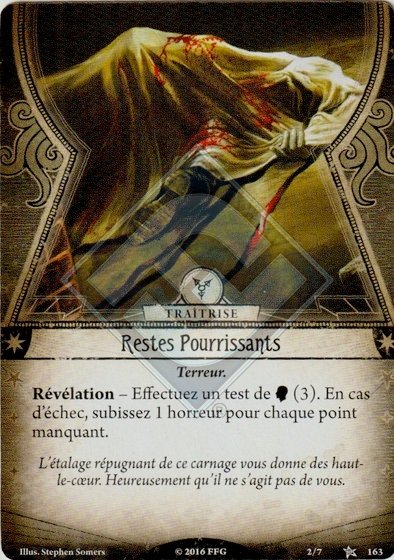 TRAÎTRISE
Restes Pourrissants
Terreur.
Révélation – Effectuez un test de (3). En cas
d'échec, subissez 1 horreur pour chaque point
manquant.
L'étalage répugnant de ce carnage vous donne des haut-
le-cœur. Heureusement qu'il ne s'agit pas de vous.
Illus. Stephen Somers © 2016 FFG 2/7 163